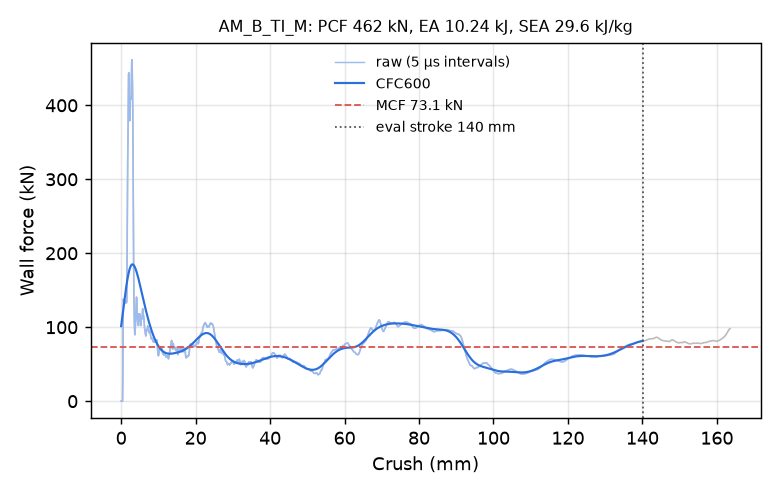 AM_B_TI_M: PCF 462 kN, EA 10.24 kJ, SEA 29.6 kJ/kg
raw (5 µs intervals)
CFC600
MCF 73.1 kN
eval stroke 140 mm
Wall force (kN)
400
300
200
100
0
0 20 40 60 80 100 120 140 160
Crush (mm)